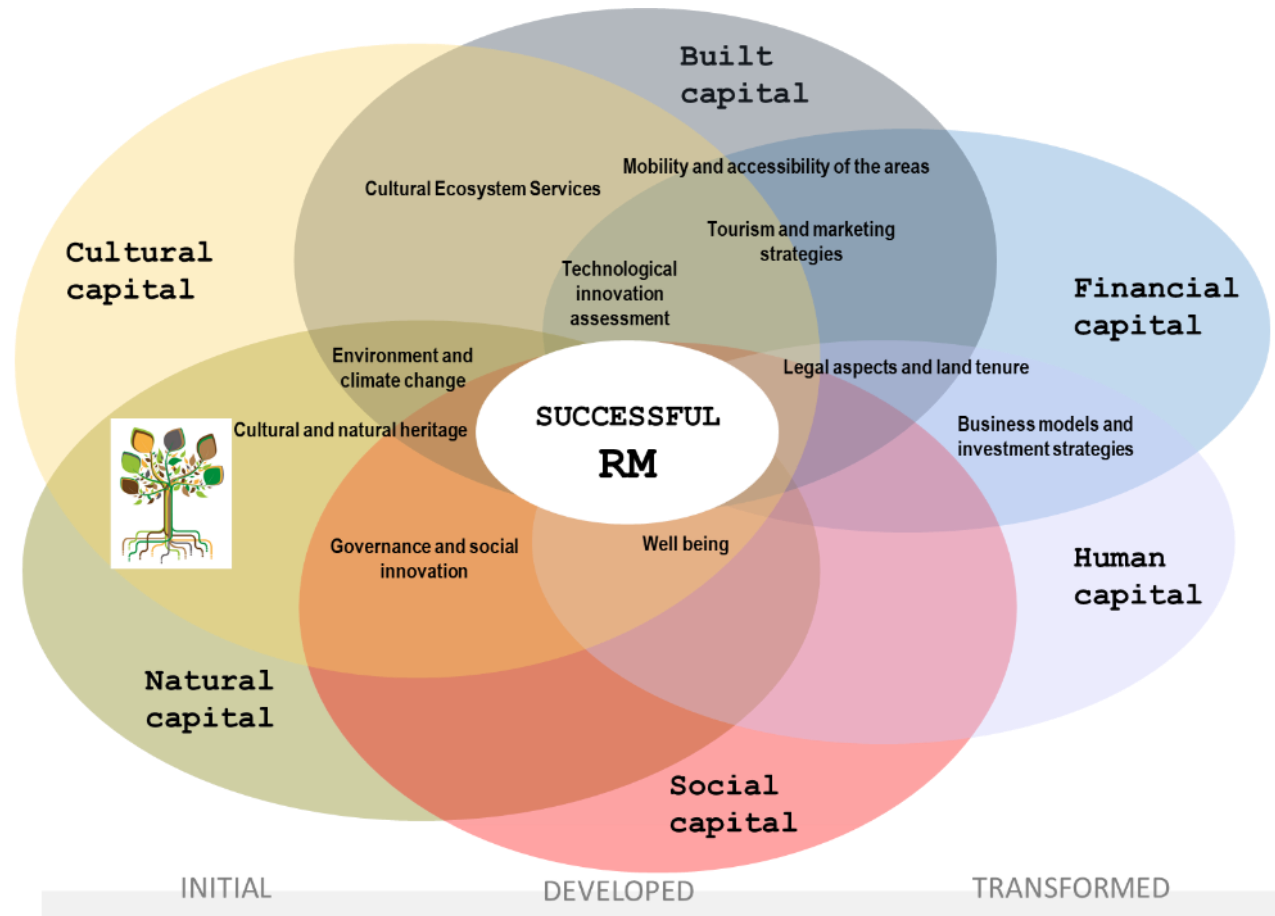 Built
capital
Mobility and accessibility of the areas
Cultural Ecosystem Services
Tourism and marketing
strategies
Cultural
capital
Technological
innovation
assessment
Financial
capital
Environment and
climate change
Legal aspects and land tenure
SUCCESSFUL
RM
Cultural and natural heritage
Business models and
investment strategies
Governance and social
innovation
Well being
Human
capital
Natural
capital
Social
capital
INITIAL
DEVELOPED
TRANSFORMED